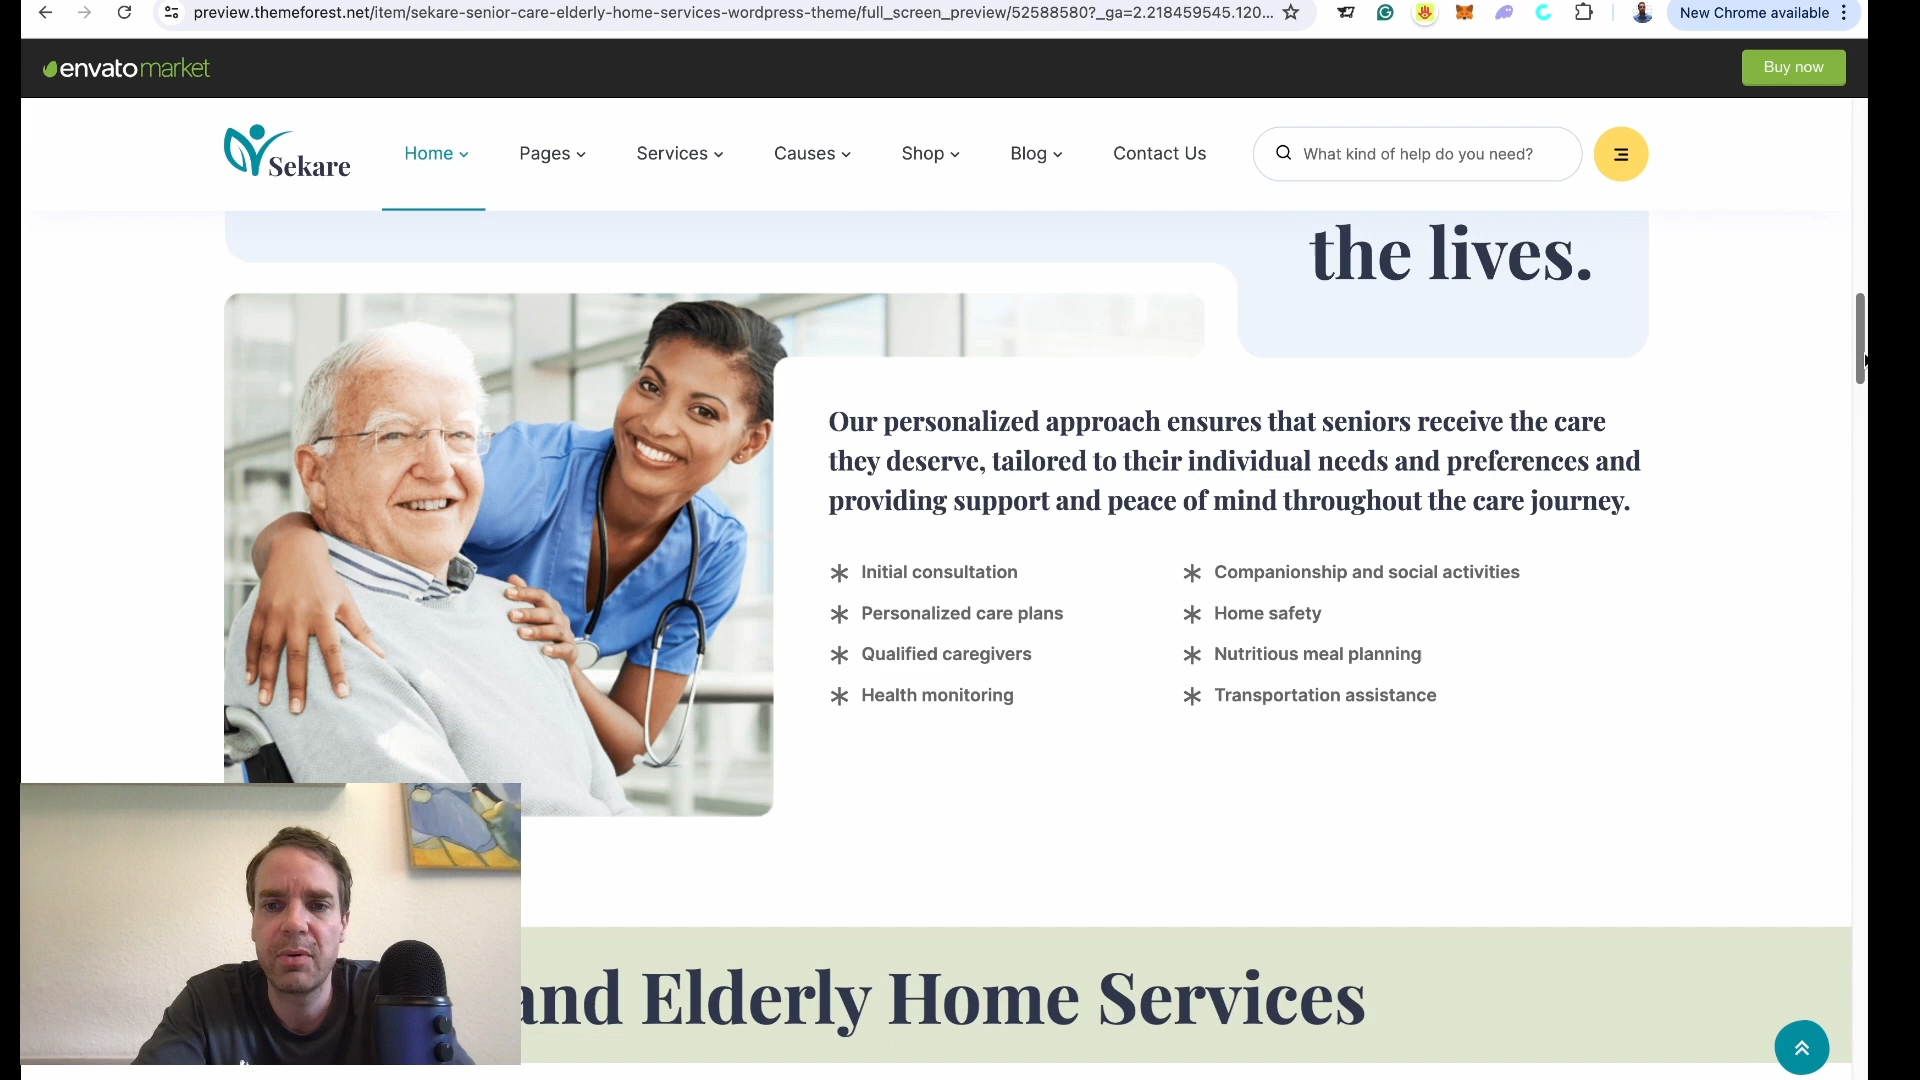 preview.themeforest.net/item/sekare-senior-care-elderly-home-services-wordpress-theme/full_screen_preview/52588580?_ga=2.218459545.120...
New Chrome available
envatomarket
Buy now
Sekare
Home
Pages
Services
Causes
Shop
Blog
Contact Us
What kind of help do you need?
the lives.
Our personalized approach ensures that seniors receive the care
they deserve, tailored to their individual needs and preferences and
providing support and peace of mind throughout the care journey.
Initial consultation
Companionship and social activities
Personalized care plans
Home safety
Qualified caregivers
Nutritious meal planning
Health monitoring
Transportation assistance
and Elderly Home Services